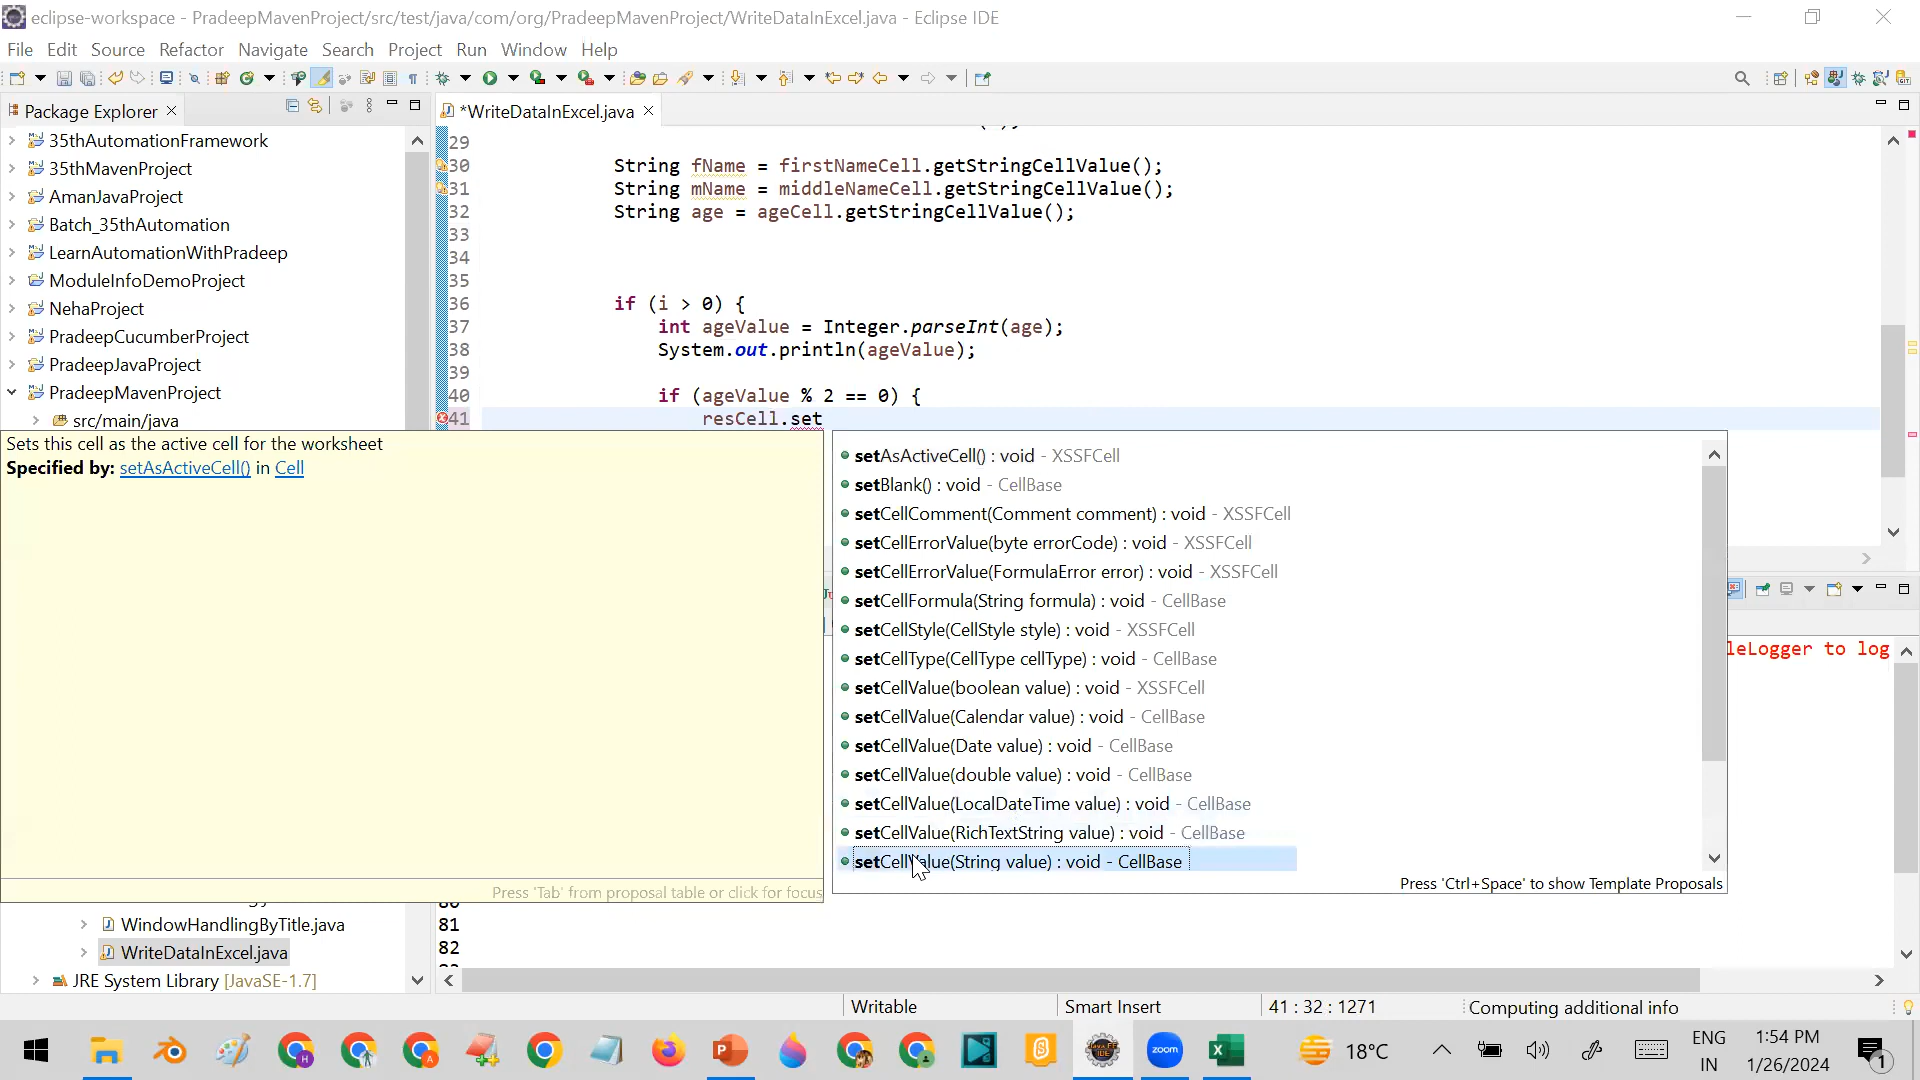 eclipse-workspace - PradeepMavenProject/src/test/java/com/org/PradeepMavenProject/WriteDataInExcel.java - Eclipse IDE
File Edit Source Refactor Navigate Search Project Run Window Help
Package Explorer
*WriteDataInExcel.java
35thAutomationFramework
35thMavenProject
AmanJavaProject
Batch_35thAutomation
LearnAutomationWithPradeep
ModuleInfoDemoProject
NehaProject
PradeepCucumberProject
PradeepJavaProject
PradeepMavenProject
src/main/java
29
30 String fName = firstNameCell.getStringCellValue();
31 String mName = middleNameCell.getStringCellValue();
32 String age = ageCell.getStringCellValue();
33
34
35
36 if (i > 0) {
37 int ageValue = Integer.parseInt(age);
38 System.out.println(ageValue);
39
40 if (ageValue % 2 == 0) {
41 resCell.set
Sets this cell as the active cell for the worksheet
Specified by: setAsActiveCell() in Cell
Press 'Tab' from proposal table or click for focus
setAsActiveCell() : void - XSSFCell
setBlank() : void - CellBase
setCellComment(Comment comment) : void - XSSFCell
setCellErrorValue(byte errorCode) : void - XSSFCell
setCellErrorValue(FormulaError error) : void - XSSFCell
setCellFormula(String formula) : void - CellBase
setCellStyle(CellStyle style) : void - XSSFCell
setCellType(CellType cellType) : void - CellBase
setCellValue(boolean value) : void - XSSFCell
setCellValue(Calendar value) : void - CellBase
setCellValue(Date value) : void - CellBase
setCellValue(double value) : void - CellBase
setCellValue(LocalDateTime value) : void - CellBase
setCellValue(RichTextString value) : void - CellBase
setCellValue(String value) : void - CellBase
Press 'Ctrl+Space' to show Template Proposals
leLogger to log
81
82
WindowHandlingByTitle.java
WriteDataInExcel.java
JRE System Library [JavaSE-1.7]
Writable
Smart Insert
41 : 32 : 1271
Computing additional info
zoom
18°C
ENG
IN
1:54 PM
1/26/2024
1